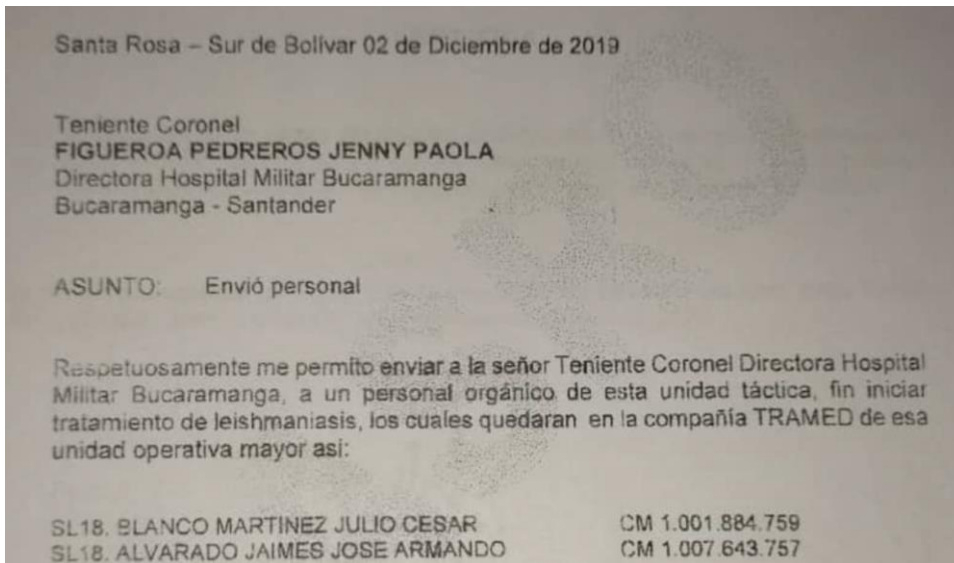 Santa Rosa – Sur de Bolívar 02 de Diciembre de 2019
Teniente Coronel
FIGUEROA PEDREROS JENNY PAOLA
Directora Hospital Militar Bucaramanga
Bucaramanga - Santander
ASUNTO: Envió personal
Respetuosamente me permito enviar a la señor Teniente Coronel Directora Hospital
Militar Bucaramanga, a un personal orgánico de esta unidad táctica, fin iniciar
tratamiento de leishmaniasis, los cuales quedaran en la compañía TRAMED de esa
unidad operativa mayor asi:
SL18. BLANCO MARTINEZ JULIO CESAR CM 1.001.884.759
SL18. ALVARADO JAIMES JOSE ARMANDO CM 1.007.643.757